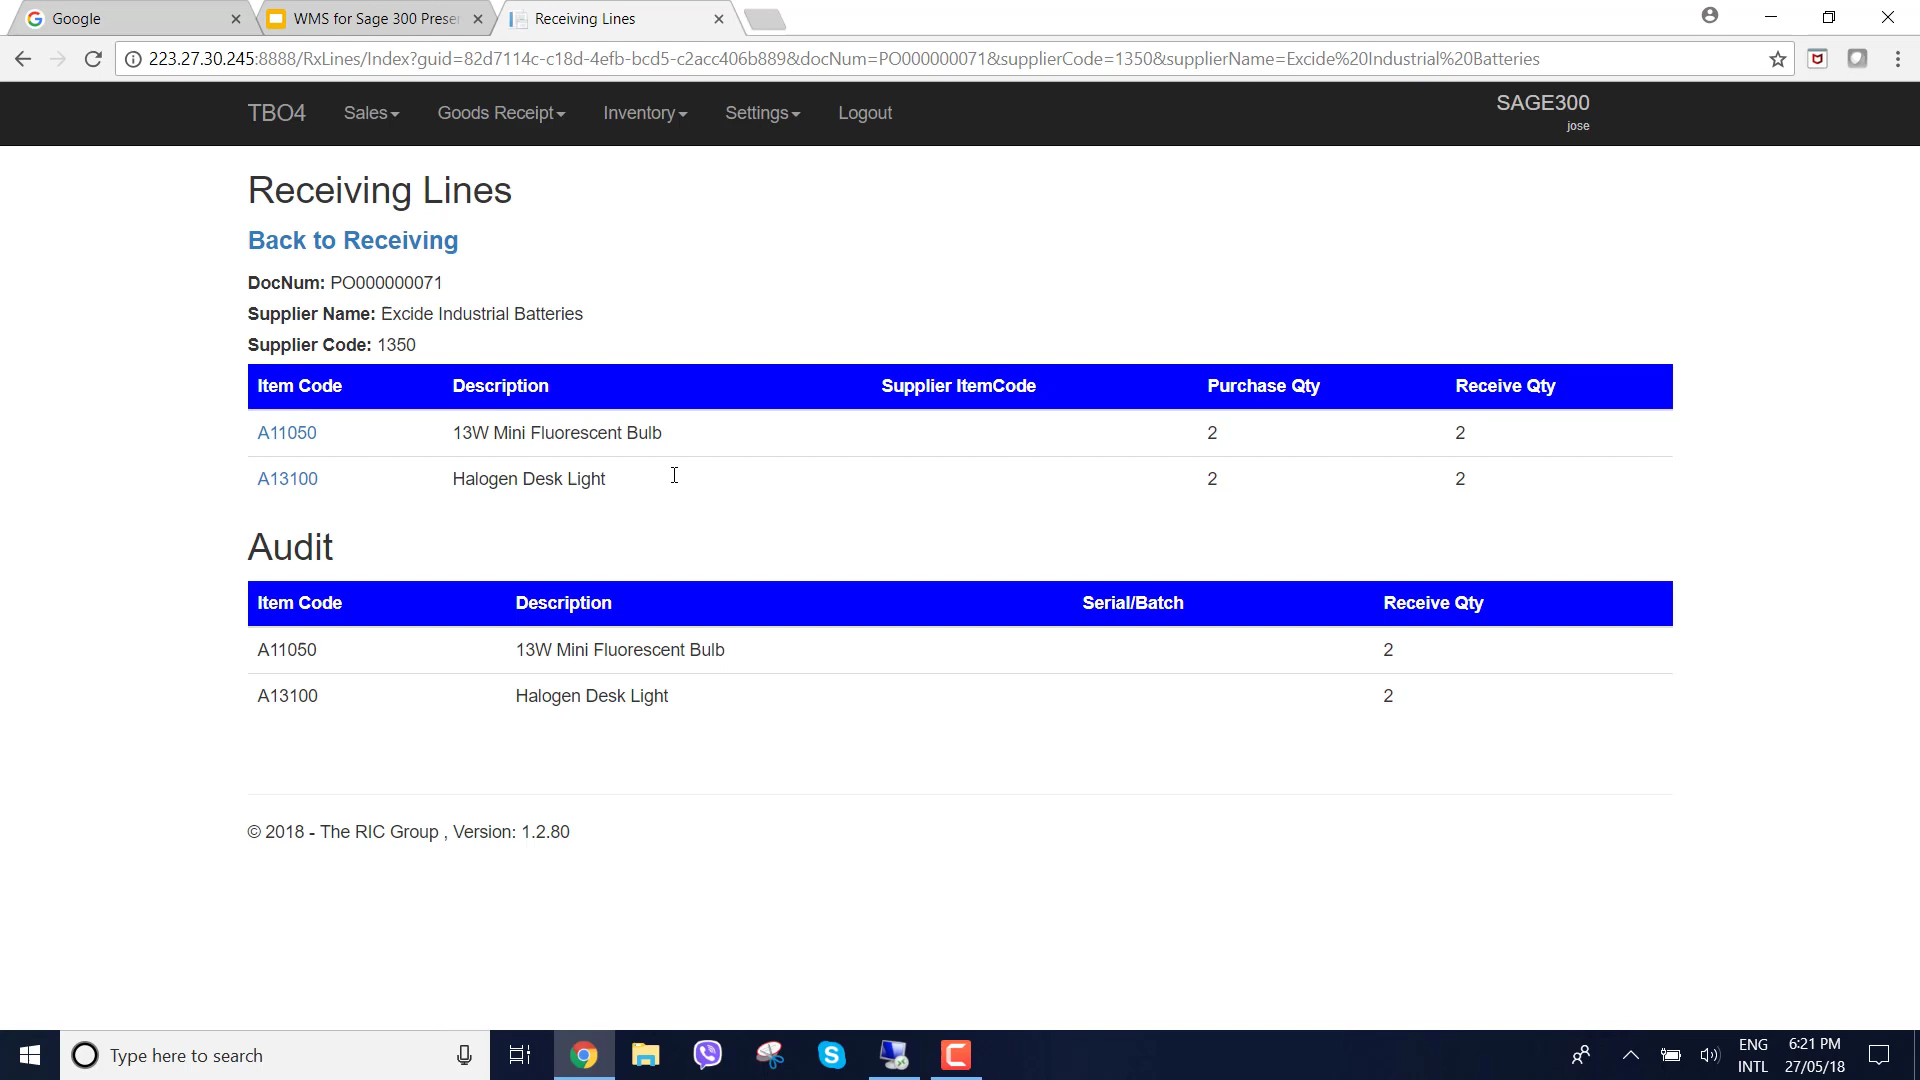 Google
WMS for Sage 300 Prese
Receiving Lines
223.27.30.245:8888/RxLines/Index?guid=82d7114c-c18d-4efb-bcd5-c2acc406b889&docNum=PO000000071&supplierCode=1350&supplierName=Excide%20Industrial%20Batteries
TBO4 Sales Goods Receipt Inventory Settings Logout SAGE300
jose
Receiving Lines
Back to Receiving
DocNum: PO000000071
Supplier Name: Excide Industrial Batteries
Supplier Code: 1350
Item Code Description Supplier ItemCode Purchase Qty Receive Qty
A11050 13W Mini Fluorescent Bulb 2 2
A13100 Halogen Desk Light 2 2
Audit
Item Code Description Serial/Batch Receive Qty
A11050 13W Mini Fluorescent Bulb 2
A13100 Halogen Desk Light 2
© 2018 - The RIC Group , Version: 1.2.80
Type here to search
ENG
INTL
6:21 PM
27/05/18